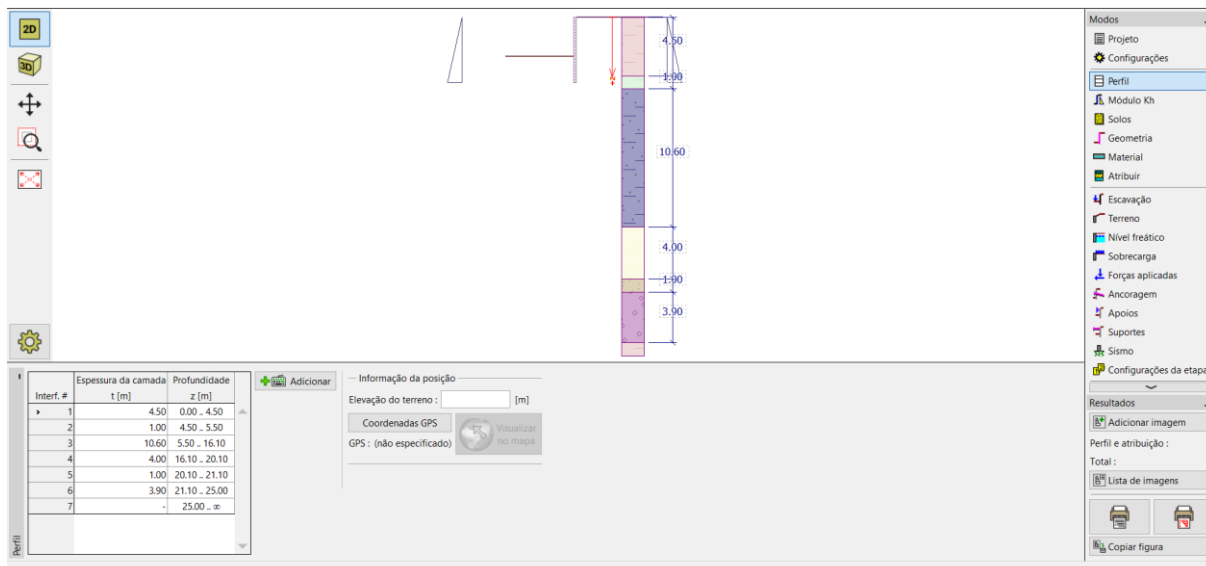 2D
3D
4.50
1.00
10.60
4.00
1.00
3.90
+z
Modos
Projeto
Configurações
Perfil
Módulo Kh
Solos
Geometria
Material
Atribuir
Escavação
Terreno
Nível freático
Sobrecarga
Forças aplicadas
Ancoragem
Apoios
Suportes
Sismo
Configurações da etapa
Resultados
Adicionar imagem
Perfil e atribuição :
Total :
Lista de imagens
Copiar figura
Perfil
Espessura da camada Profundidade
Interf. # t [m] z [m]
1 4.50 0.00 .. 4.50
2 1.00 4.50 .. 5.50
3 10.60 5.50 .. 16.10
4 4.00 16.10 .. 20.10
5 1.00 20.10 .. 21.10
6 3.90 21.10 .. 25.00
7 - 25.00 .. ∞
Adicionar
Informação da posição
Elevação do terreno : [m]
Coordenadas GPS
GPS : (não especificado)
Visualizar
no mapa